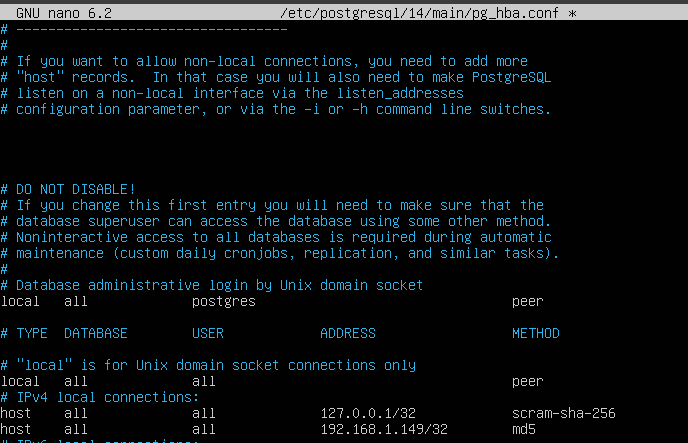 GNU nano 6.2 /etc/postgresql/14/main/pg_hba.conf *
# ----------------------------------
#
# If you want to allow non-local connections, you need to add more
# "host" records.  In that case you will also need to make PostgreSQL
# listen on a non-local interface via the listen_addresses
# configuration parameter, or via the -i or -h command line switches.
# DO NOT DISABLE!
# If you change this first entry you will need to make sure that the
# database superuser can access the database using some other method.
# Noninteractive access to all databases is required during automatic
# maintenance (custom daily cronjobs, replication, and similar tasks).
#
# Database administrative login by Unix domain socket
local   all             postgres                                peer
# TYPE  DATABASE        USER            ADDRESS                 METHOD
# "local" is for Unix domain socket connections only
local   all             all                                     peer
# IPv4 local connections:
host    all             all             127.0.0.1/32            scram-sha-256
host    all             all             192.168.1.149/32        md5
# IPv6 local connections: